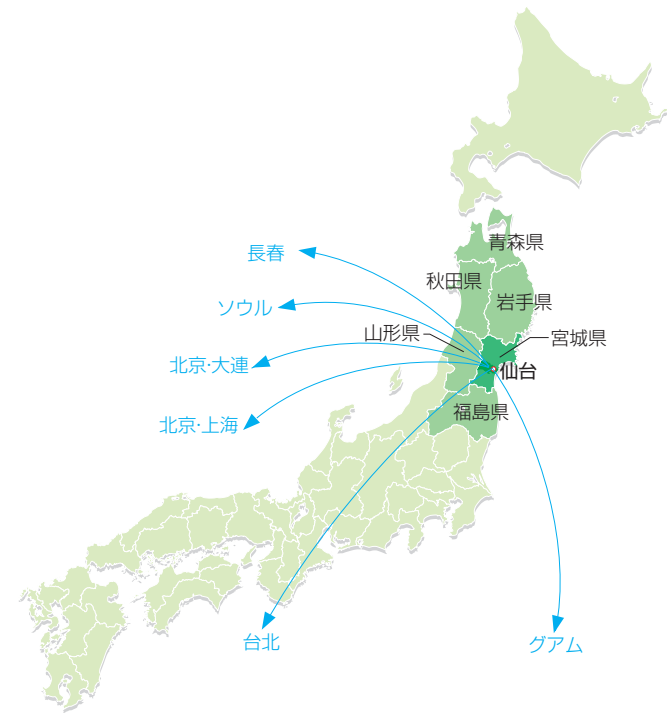 青森県
長春
秋田県
岩手県
ソウル
山形県
宮城県
北京・大連
仙台
福島県
北京・上海
台北
グアム